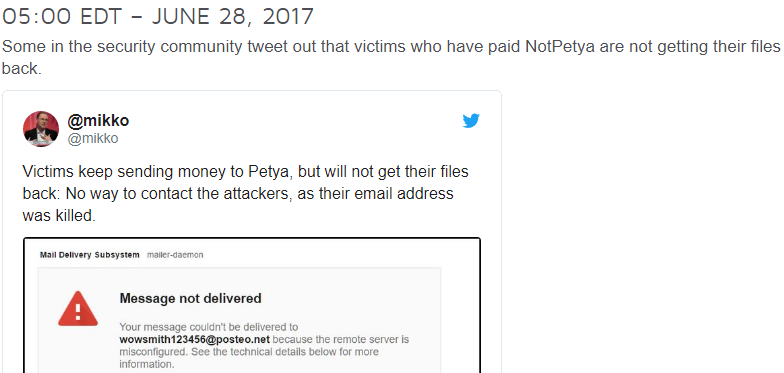 05:00 EDT – JUNE 28, 2017
Some in the security community tweet out that victims who have paid NotPetya are not getting their files
back.
@mikko
@mikko
Victims keep sending money to Petya, but will not get their files
back: No way to contact the attackers, as their email address
was killed.
Mail Delivery Subsystem mailer-daemon
Message not delivered
Your message couldn't be delivered to
wowsmith123456@posteo.net because the remote server is
misconfigured. See the technical details below for more
information.